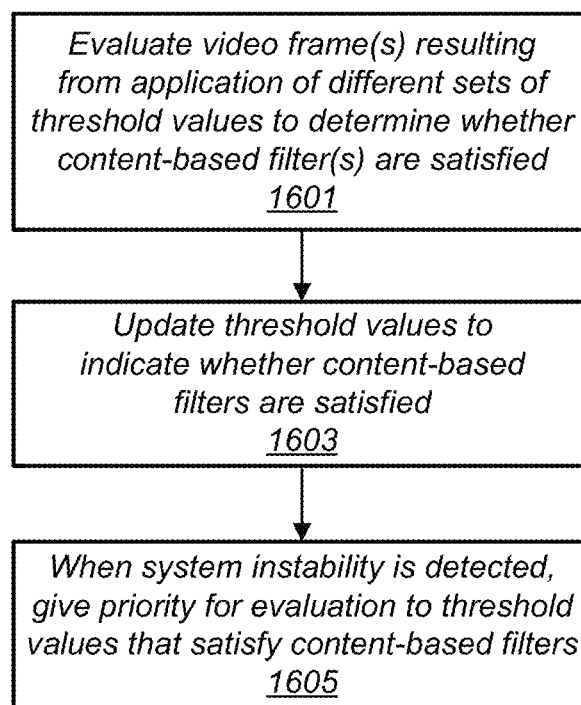 Evaluate video frame(s) resulting
from application of different sets of
threshold values to determine whether
content-based filter(s) are satisfied
1601
Update threshold values to
indicate whether content-based
filters are satisfied
1603
When system instability is detected,
give priority for evaluation to threshold
values that satisfy content-based filters
1605